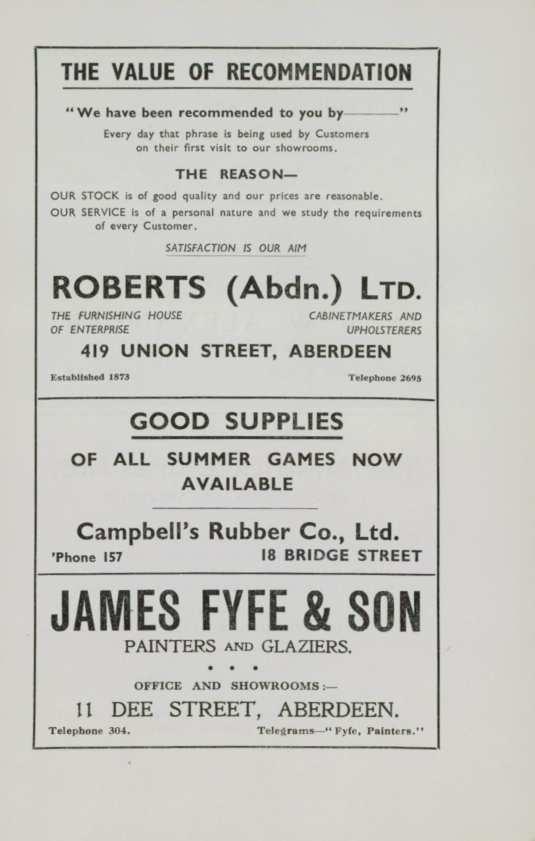 THE VALUE OF RECOMMENDATION
"We have been recommended to you by———"
Every day that phrase is being used by Customers
on their first visit to our showrooms.
THE REASON—
OUR STOCK is of good quality and our prices are reasonable.
OUR SERVICE is of a personal nature and we study the requirements
of every Customer.
SATISFACTION IS OUR AIM
ROBERTS (Abdn.) LTD.
THE FURNISHING HOUSE CABINETMAKERS AND
OF ENTERPRISE UPHOLSTERERS
419 UNION STREET, ABERDEEN
Established 1873 Telephone 2695
GOOD SUPPLIES
OF ALL SUMMER GAMES NOW
AVAILABLE
Campbell's Rubber Co., Ltd.
'Phone 157 18 BRIDGE STREET
JAMES FYFE & SON
PAINTERS AND GLAZIERS.
• • •
OFFICE AND SHOWROOMS:—
11 DEE STREET, ABERDEEN.
Telephone 304. Telegrams—"Fyfe, Painters."